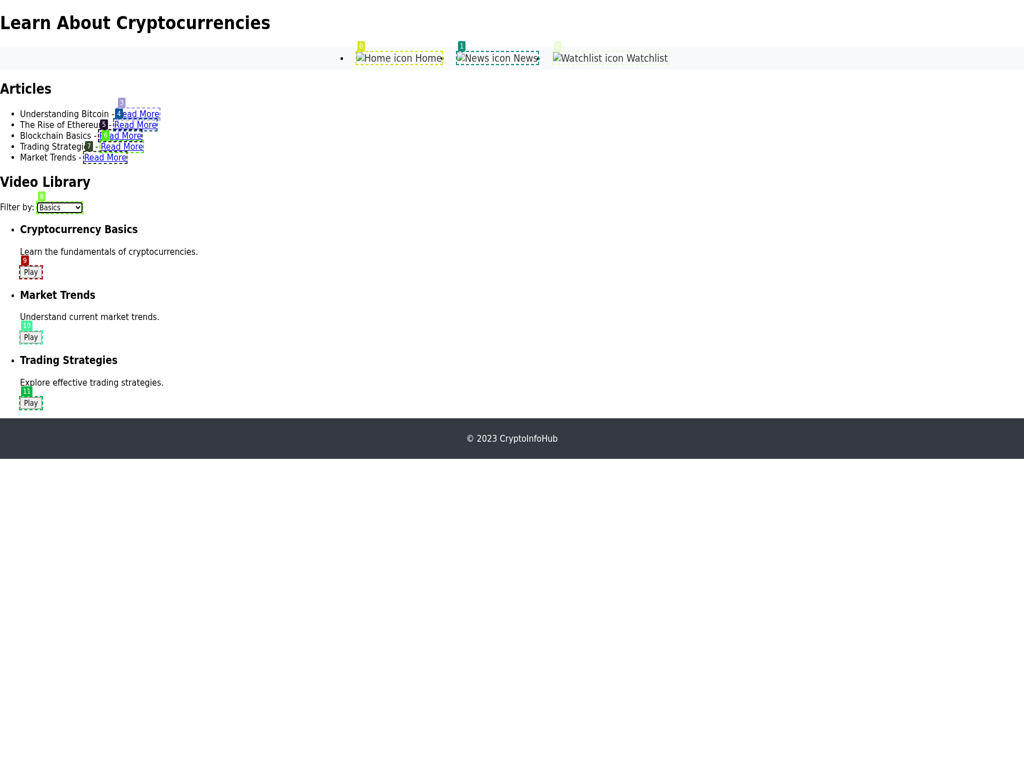 Learn About Cryptocurrencies
0 1
Home icon Home News icon News Watchlist icon Watchlist
Articles
3
Understanding Bitcoin - Read More
4
The Rise of Ethereum - Read More
5
Blockchain Basics - Read More
6
Trading Strategies - Read More
7
Market Trends - Read More
Video Library
8
Filter by: Basics
Cryptocurrency Basics
Learn the fundamentals of cryptocurrencies.
9
Play
Market Trends
Understand current market trends.
10
Play
Trading Strategies
Explore effective trading strategies.
11
Play
© 2023 CryptoInfoHub